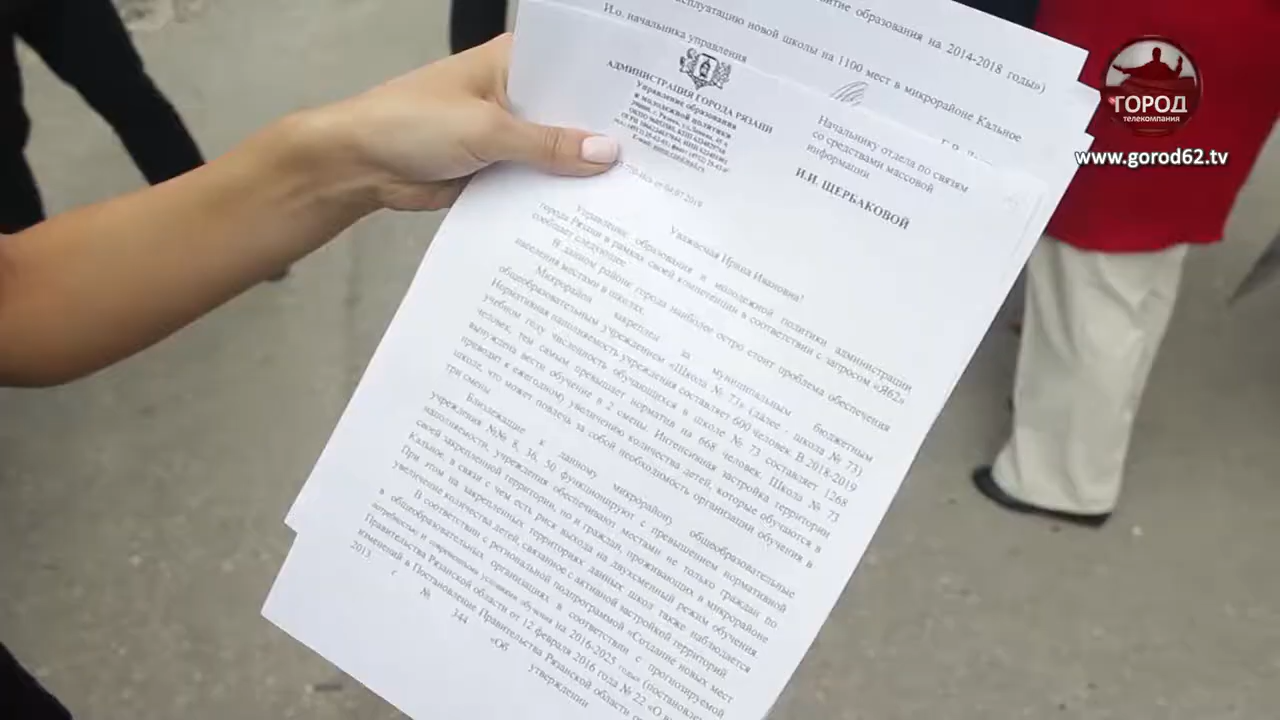 развитие образования на 2014-2018 годы»)
эксплуатацию новой школы на 1100 мест в микрорайоне Кальное
И.о. начальника управления
АДМИНИСТРАЦИЯ ГОРОДА РЯЗАНИ
Управление образования
и молодежной политики
04.07.2019
Начальнику отдела по связям
со средствами массовой
информации
И.И. ЩЕРБАКОВОЙ
Уважаемая Ирина Ивановна!
Управление образования и молодежной политики администрации
города Рязани в рамках своей компетенции в соответствии с запросом «Я62»
сообщает следующее.
В данном районе города наиболее остро стоит проблема обеспечения
населения местами в школах.
Микрорайон закреплен за муниципальным бюджетным
общеобразовательным учреждением «Школа № 73» (далее - школа № 73)
Нормативная наполняемость учреждения составляет 600 человек. В 2018-2019
учебном году численность обучающихся в школе № 73 составляет 1268
человек, тем самым превышает норматив на 668 человек. Школа № 73
вынуждена вести обучение в 2 смены. Интенсивная застройка территории
приводит к ежегодному увеличению количества детей, которые обучаются в
школе, что может повлечь за собой необходимость организации обучения в
три смены.
Близлежащие к данному микрорайону общеобразовательные
учреждения №№ 8, 36, 50 функционируют с превышением нормативной
наполняемости, учреждения обеспечивают местами не только граждан по
своей закрепленной территории, но и граждан, проживающих в микрорайоне
Кальное, в связи с чем есть риск выхода на двухсменный режим обучения
При этом на закрепленных территориях данных школ также наблюдается
увеличение количества детей, связанное с активной застройкой территорий
В соответствии с региональной подпрограммой «Создание новых мест
в общеобразовательных организациях в соответствии с прогнозируемой
потребностью и современными условиями обучения на 2016-2025 годы» (постановление
Правительства Рязанской области от 12 февраля 2016 года № 22 «О
изменений в Постановление Правительства Рязанской области от
2013 г. № 344 «Об утверждении
ГОРОД
телекомпания
www.gorod62.tv